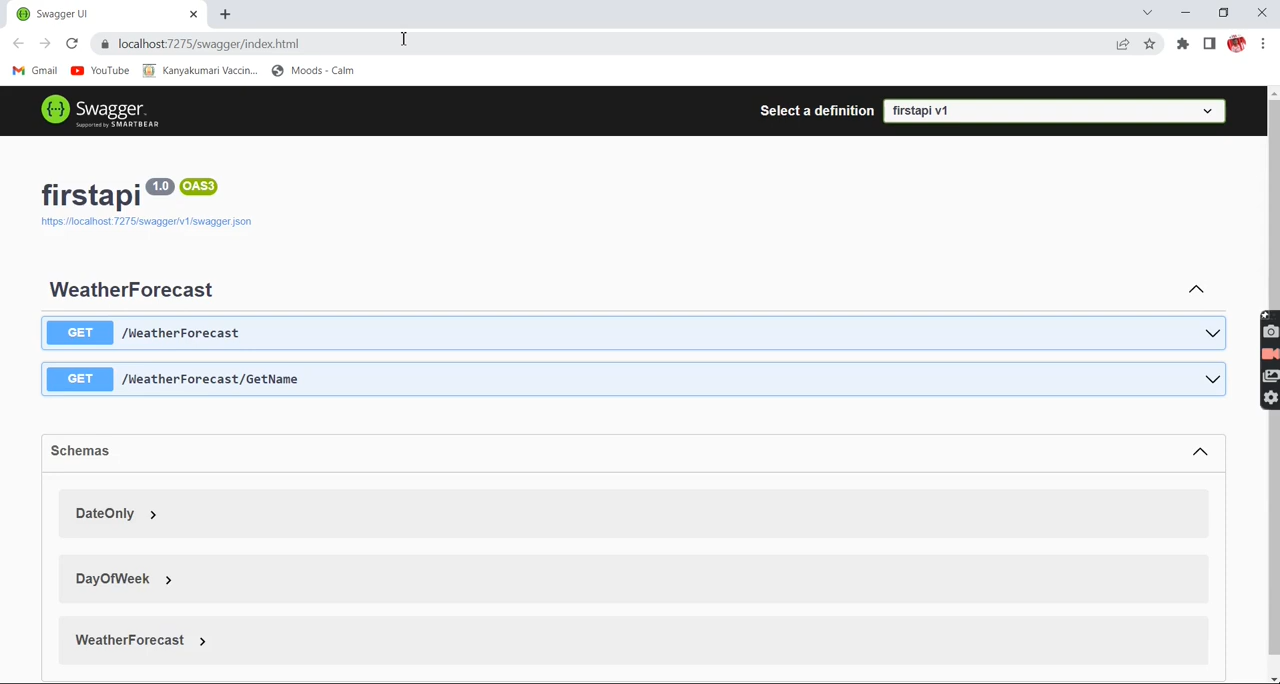 Swagger UI
localhost:7275/swagger/index.html
Gmail YouTube Kanyakumari Vaccin... Moods - Calm
Swagger.
Supported by SMARTBEAR
Select a definition firstapi v1
firstapi 1.0 OAS3
https://localhost:7275/swagger/v1/swagger.json
WeatherForecast
GET /WeatherForecast
GET /WeatherForecast/GetName
Schemas
DateOnly
DayOfWeek
WeatherForecast